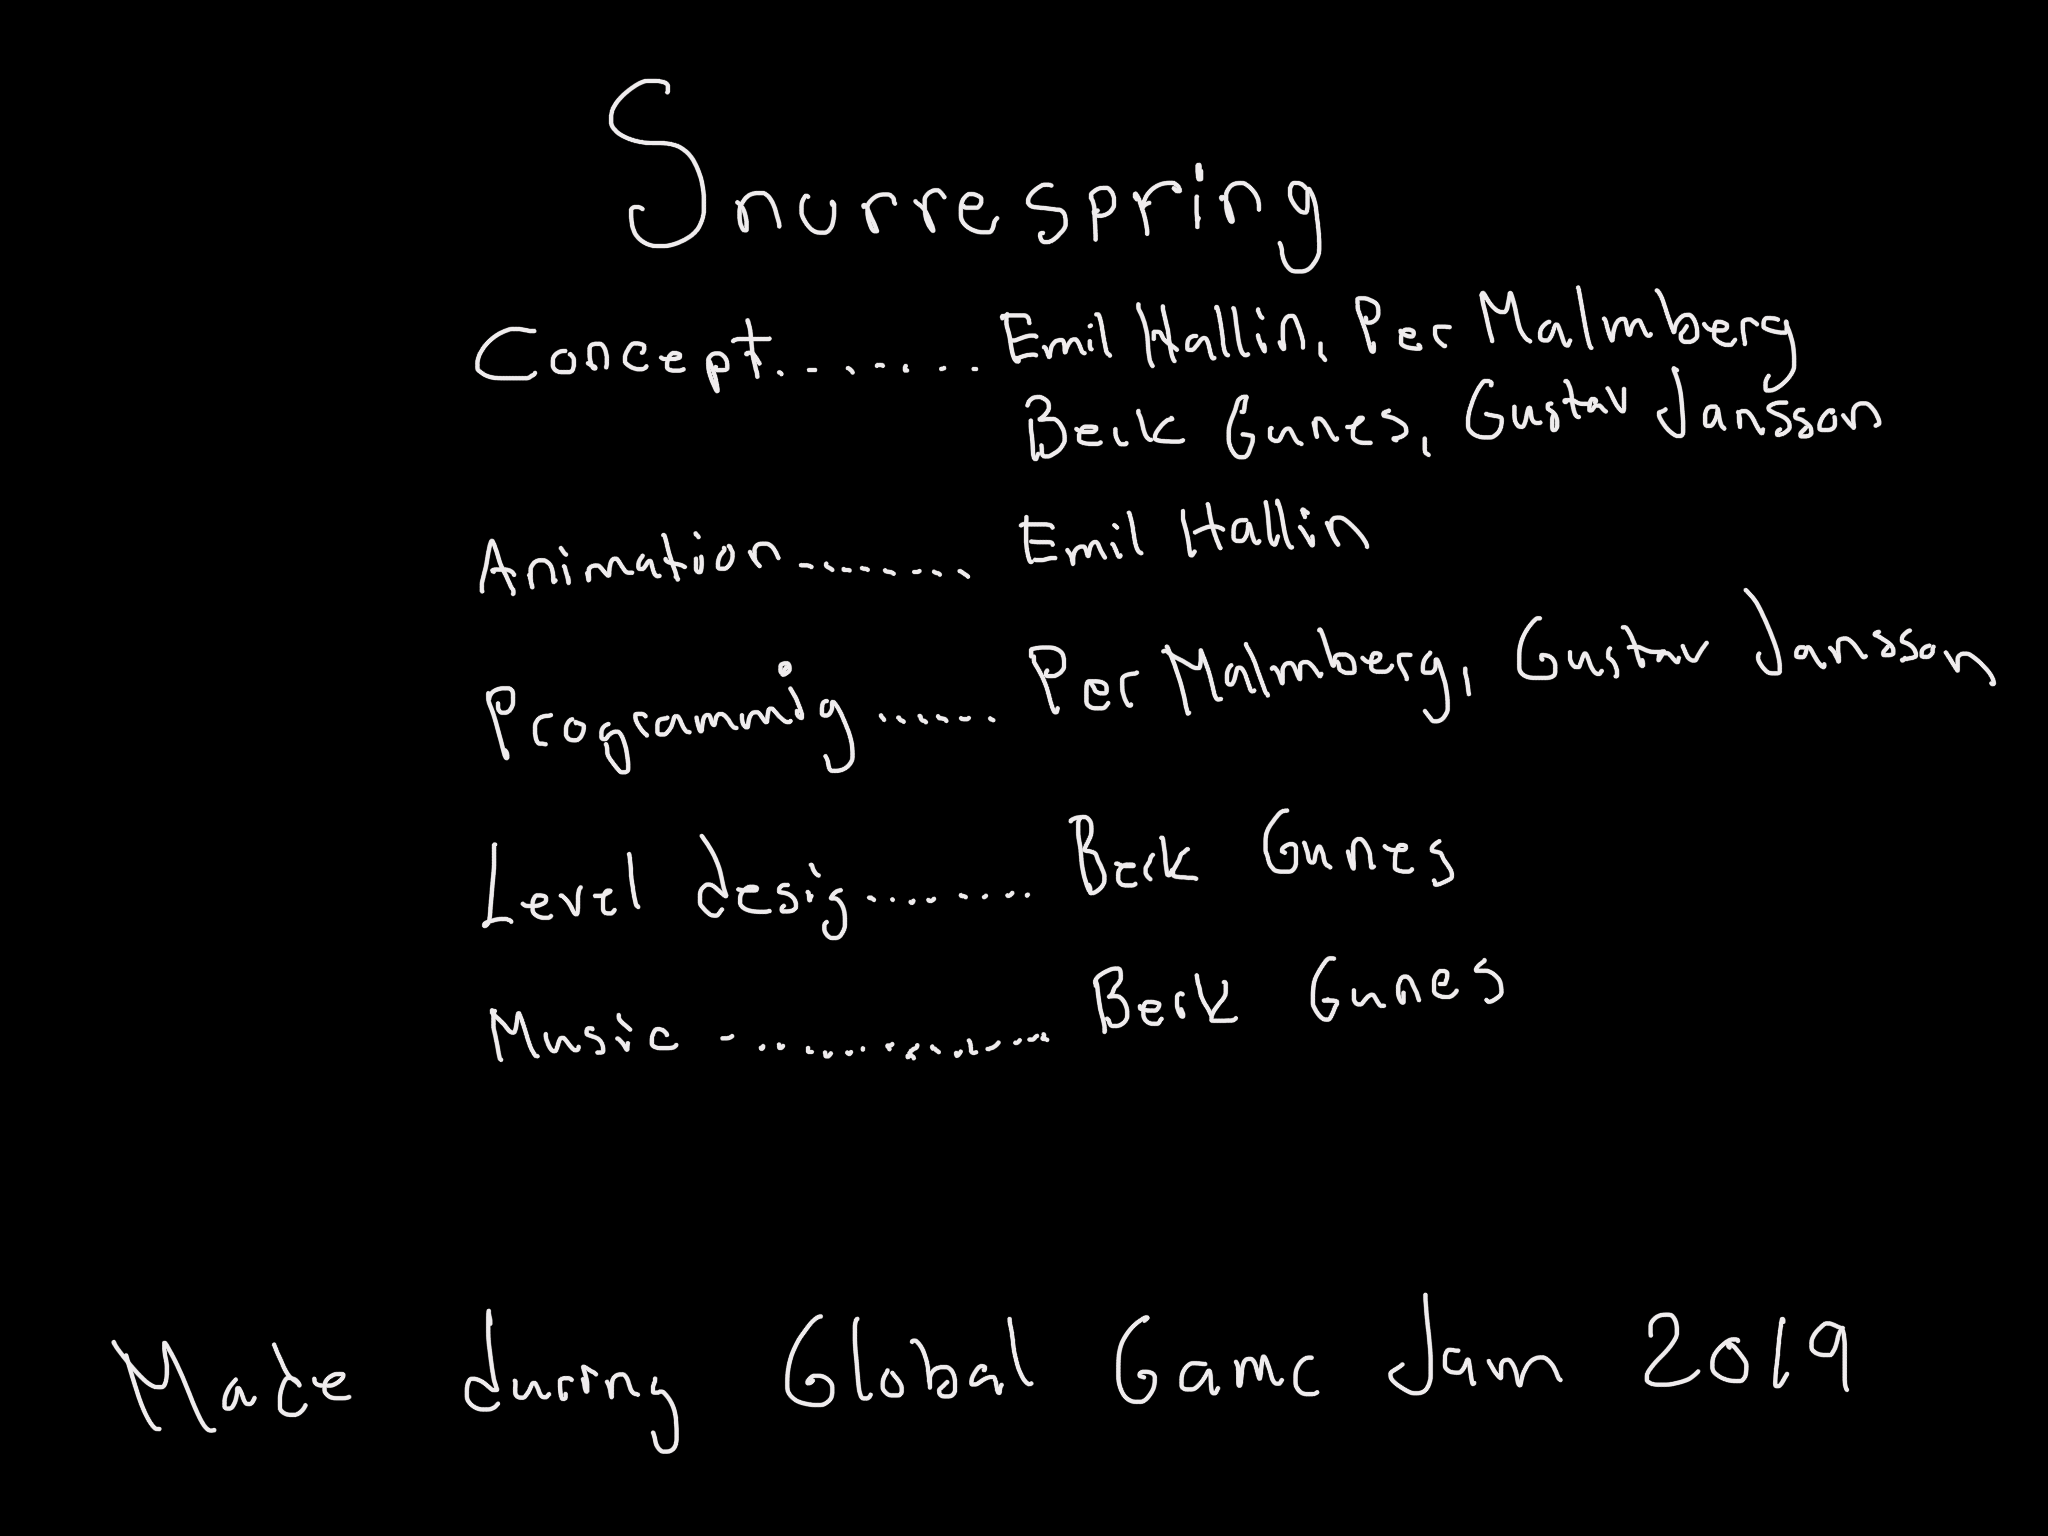 Snurrespring
Concept........ Emil Hallin, Per Malmberg
Berk Gunes, Gustav Jansson
Animation......... Emil Hallin
Programmig....... Per Malmberg, Gustav Jansson
Level desig......... Berk Gunes
Music ................ Berk Gunes
Made during Global Game Jam 2019